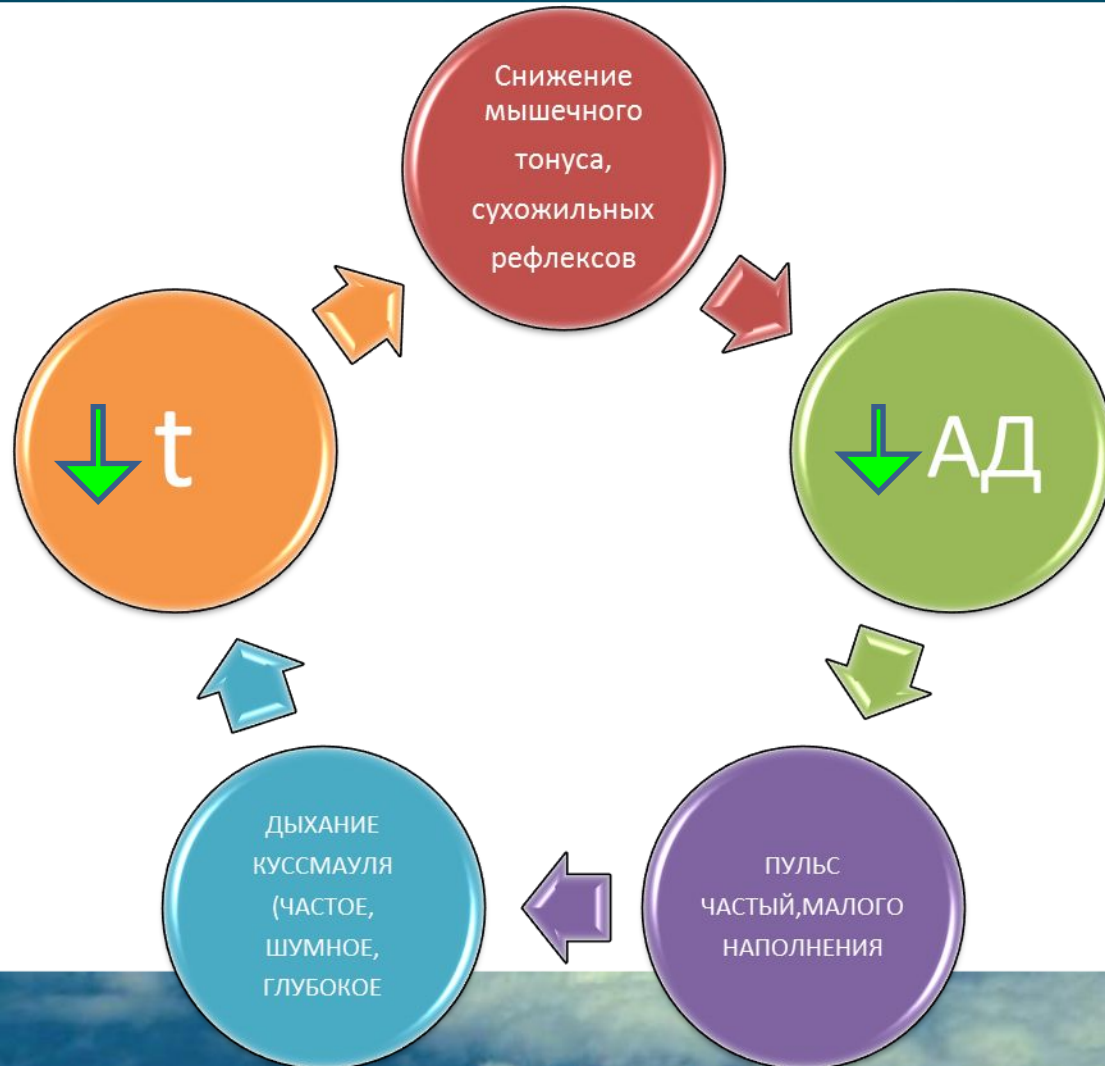 Снижение
мышечного
тонуса,
сухожильных
рефлексов
t
АД
ДЫХАНИЕ
КУССМАУЛЯ
(ЧАСТОЕ,
ШУМНОЕ,
ГЛУБОКОЕ
ПУЛЬС
ЧАСТЫЙ,МАЛОГО
НАПОЛНЕНИЯ